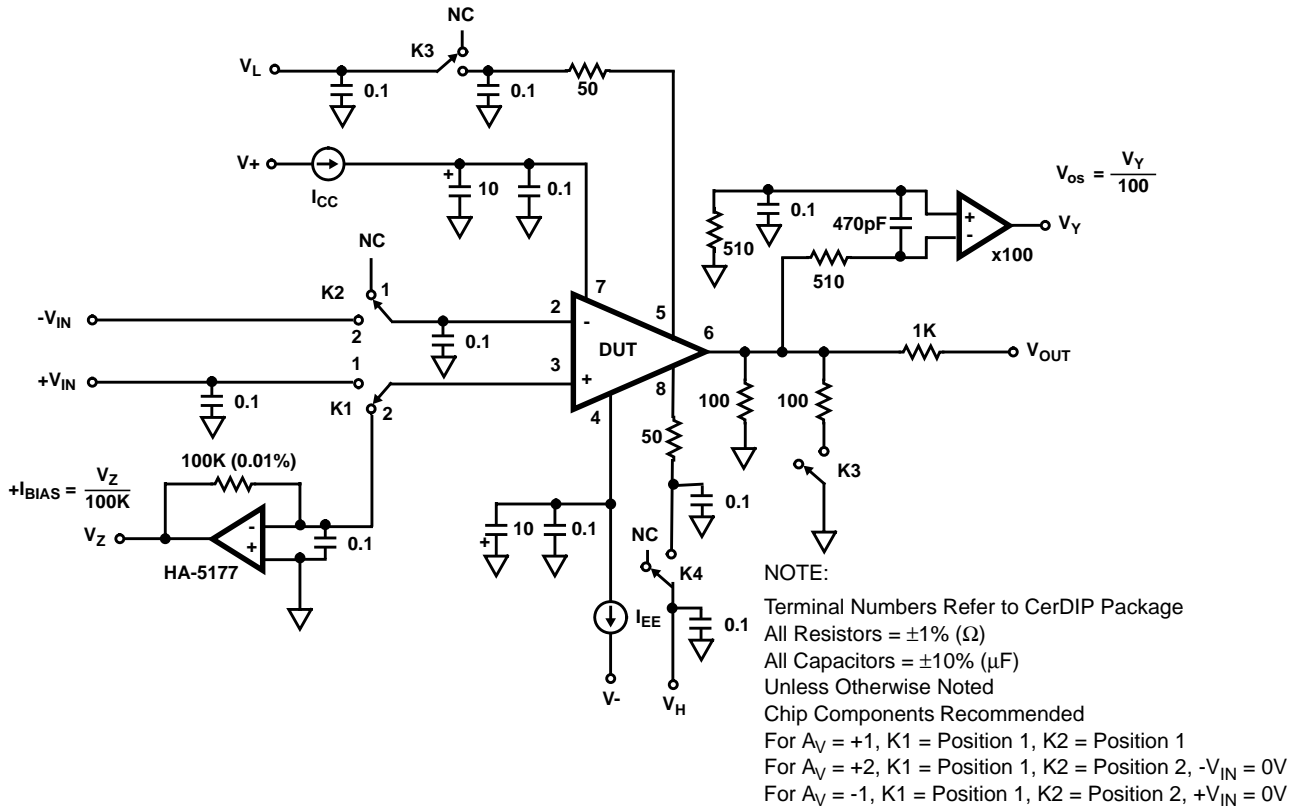 NC
K3
V_L
0.1
0.1
50
V+
I_CC
+
10
0.1
V_os = V_Y / 100
0.1
470pF
510
510
+
-
x100
V_Y
NC
K2
1
-V_IN
2
0.1
7
2
-
5
6
DUT
1K
V_OUT
1
+V_IN
0.1
K1
2
3
+
4
8
100
100
50
K3
100K (0.01%)
+I_BIAS = V_Z / 100K
V_Z
-
+
0.1
HA-5177
10
+
0.1
0.1
NC
K4
I_EE
0.1
V-
V_H
NOTE:
Terminal Numbers Refer to CerDIP Package
All Resistors = ±1% (Ω)
All Capacitors = ±10% (μF)
Unless Otherwise Noted
Chip Components Recommended
For A_V = +1, K1 = Position 1, K2 = Position 1
For A_V = +2, K1 = Position 1, K2 = Position 2, -V_IN = 0V
For A_V = -1, K1 = Position 1, K2 = Position 2, +V_IN = 0V